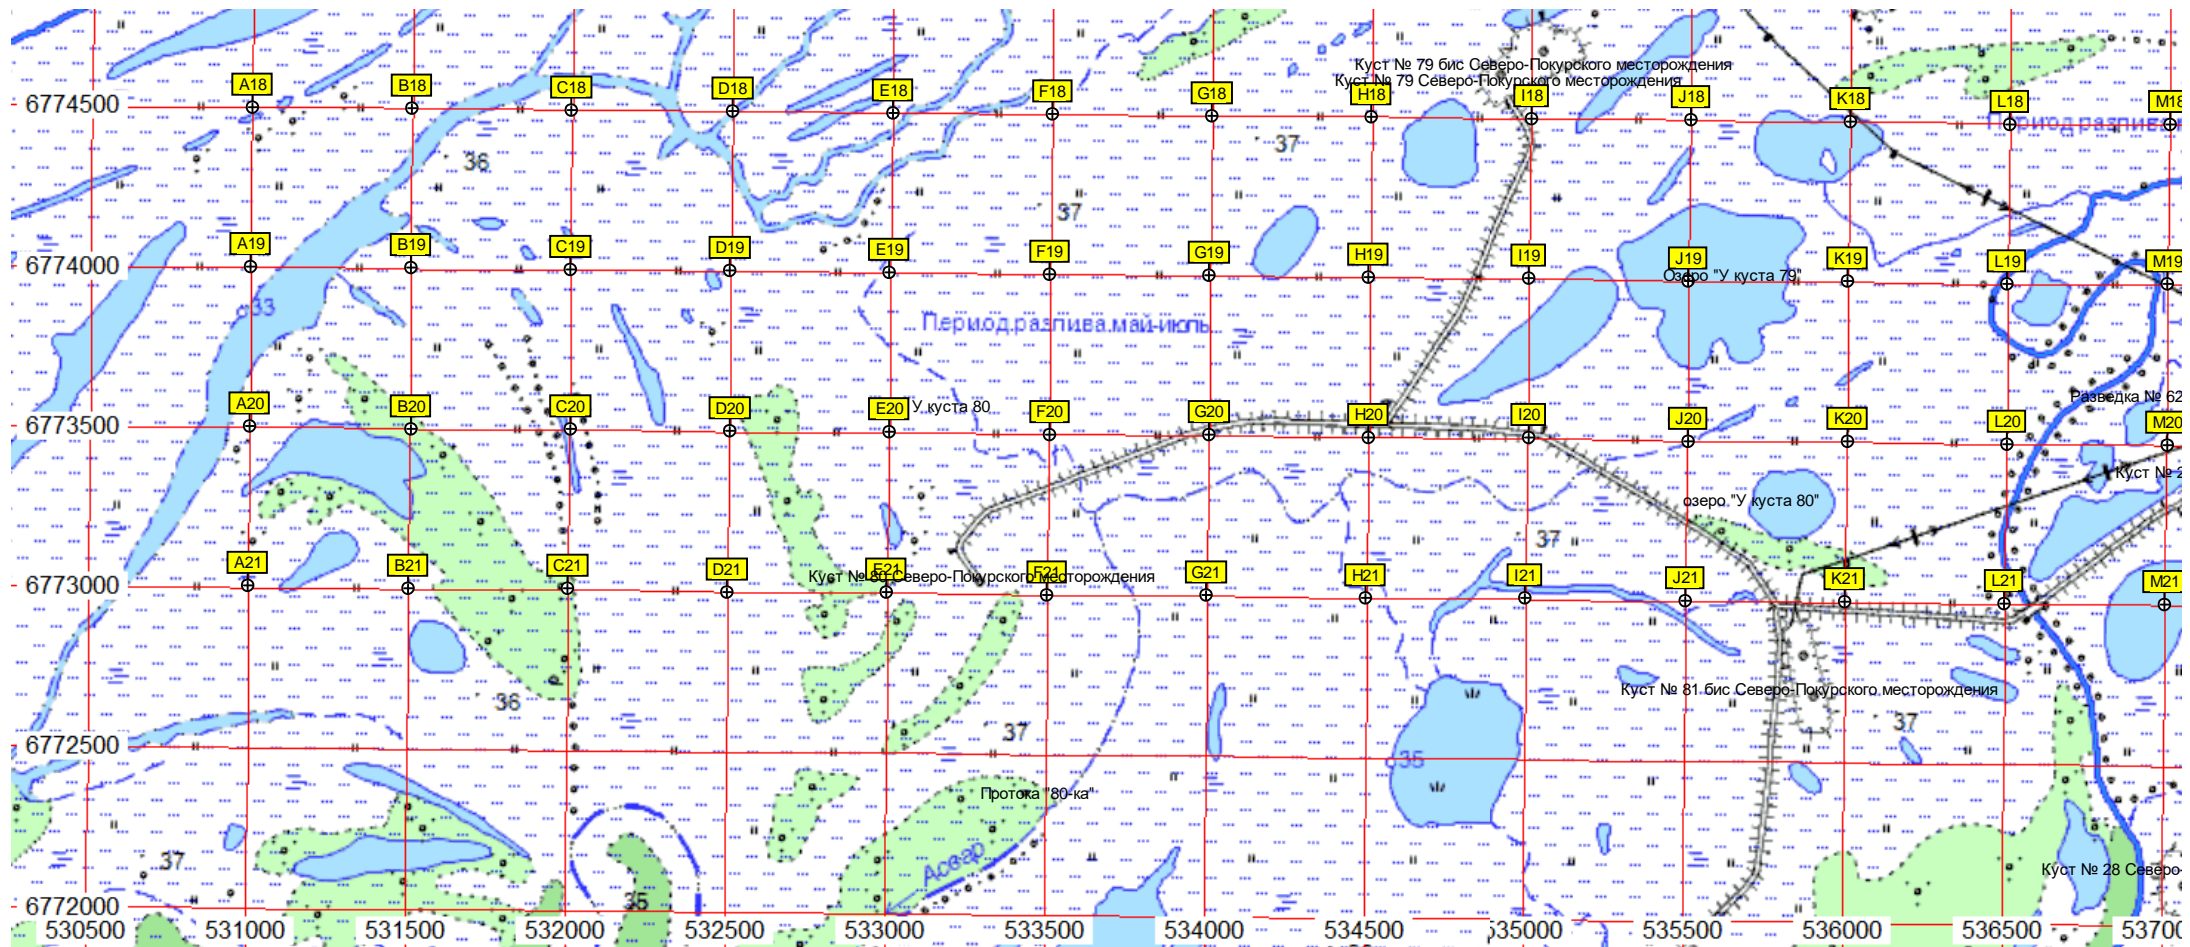 Куст № 79 бис Северо-Покурского месторождения
Куст № 79 Северо-Покурского месторождения
A18 B18 C18 D18 E18 F18 G18 H18 I18 J18 K18 L18 M18
6774500
Период разлива
36 37
37
A19 B19 C19 D19 E19 F19 G19 H19 I19 J19 K19 L19 M19
6774000
Озеро "У куста 79"
33
Период разлива май-июль
Разведка № 62
A20 B20 C20 D20 E20 F20 G20 H20 I20 J20 K20 L20 M20
У куста 80
6773500
Куст № 2
озеро "У куста 80"
37
A21 B21 C21 D21 E21 F21 G21 H21 I21 J21 K21 L21 M21
Куст № 80 Северо-Покурского месторождения
6773000
Куст № 81 бис Северо-Покурского месторождения
36 37 37
6772500
35
Протока "80-ка"
37
Асвар
Куст № 28 Северо-
35
6772000
530500 531000 531500 532000 532500 533000 533500 534000 534500 535000 535500 536000 536500 53700